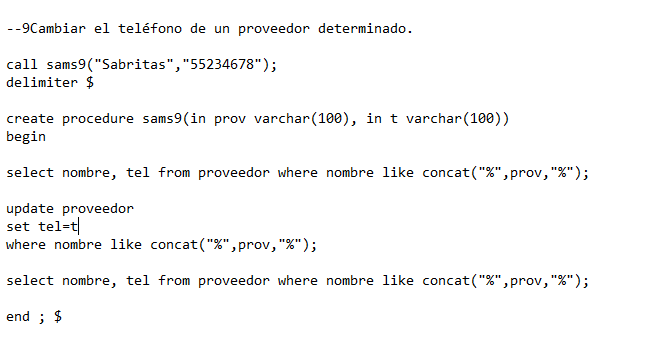 --9Cambiar el teléfono de un proveedor determinado.
call sams9("Sabritas","55234678");
delimiter $
create procedure sams9(in prov varchar(100), in t varchar(100))
begin
select nombre, tel from proveedor where nombre like concat("%",prov,"%");
update proveedor
set tel=t
where nombre like concat("%",prov,"%");
select nombre, tel from proveedor where nombre like concat("%",prov,"%");
end ; $